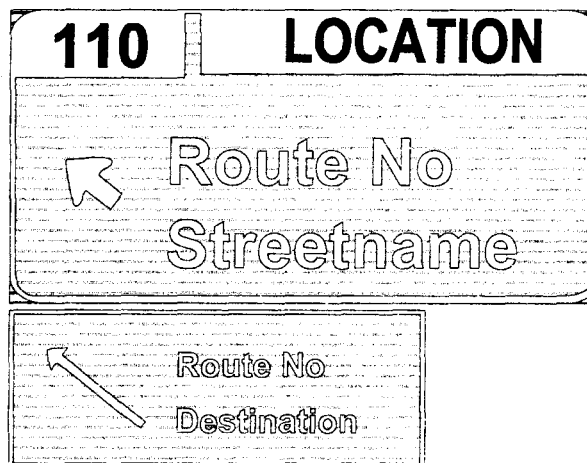 110 LOCATION
Route No
Streetname
Route No
Destination